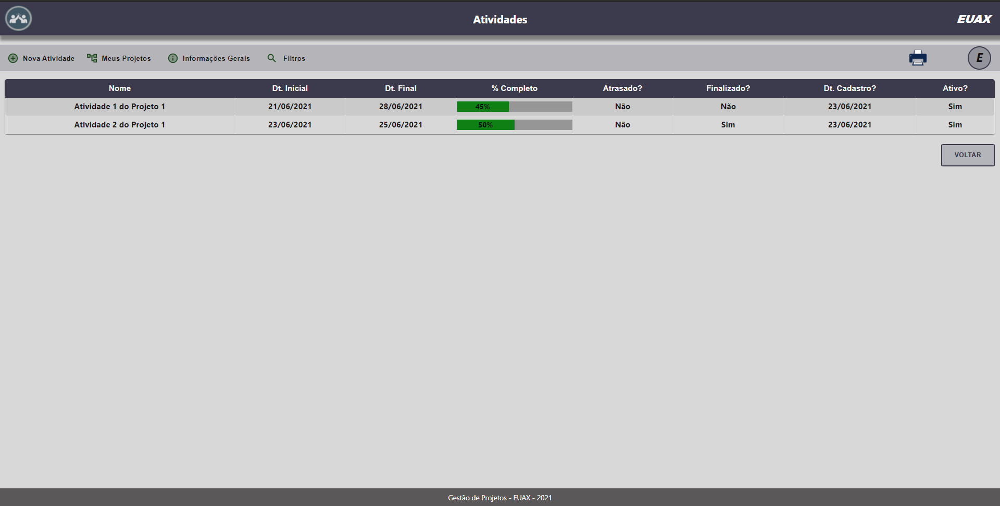 Atividades
EUAX
Nova Atividade Meus Projetos Informações Gerais Filtros E
Nome Dt. Inicial Dt. Final % Completo Atrasado? Finalizado? Dt. Cadastro? Ativo?
Atividade 1 do Projeto 1 21/06/2021 28/06/2021 45% Não Não 23/06/2021 Sim
Atividade 2 do Projeto 1 23/06/2021 25/06/2021 50% Não Sim 23/06/2021 Sim
VOLTAR
Gestão de Projetos - EUAX - 2021